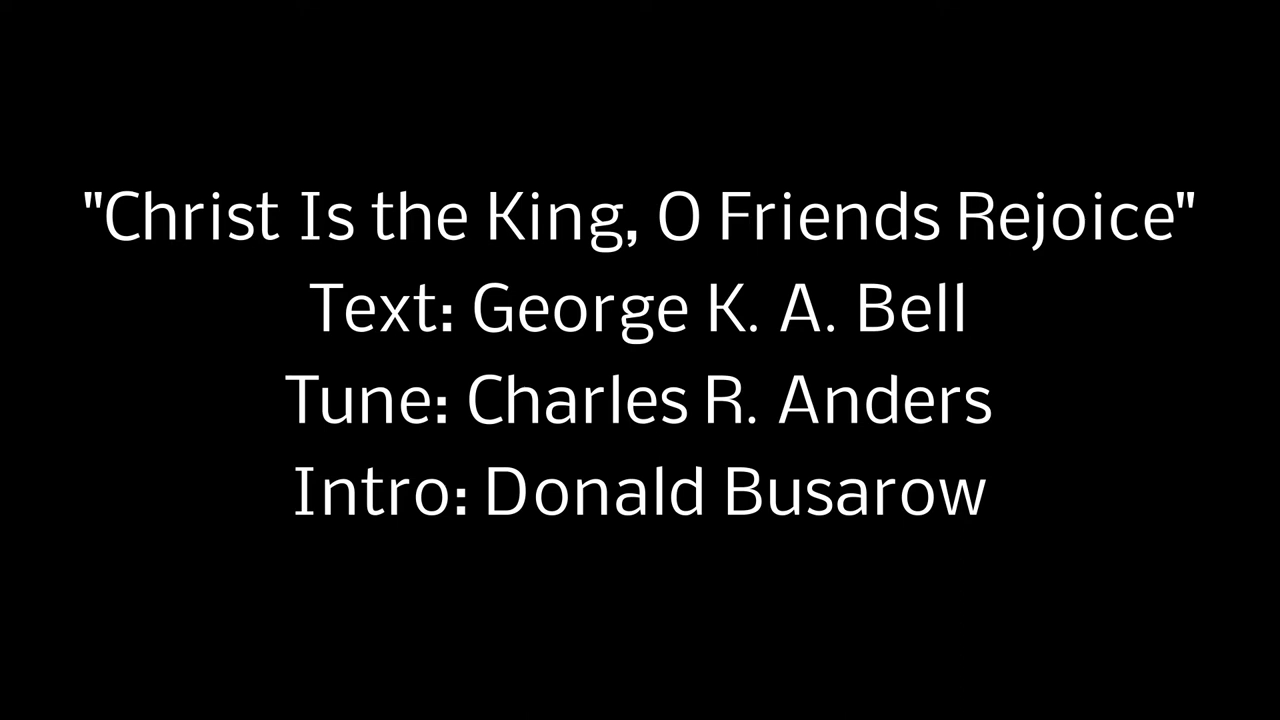 "Christ Is the King, O Friends Rejoice"
Text: George K. A. Bell
Tune: Charles R. Anders
Intro: Donald Busarow